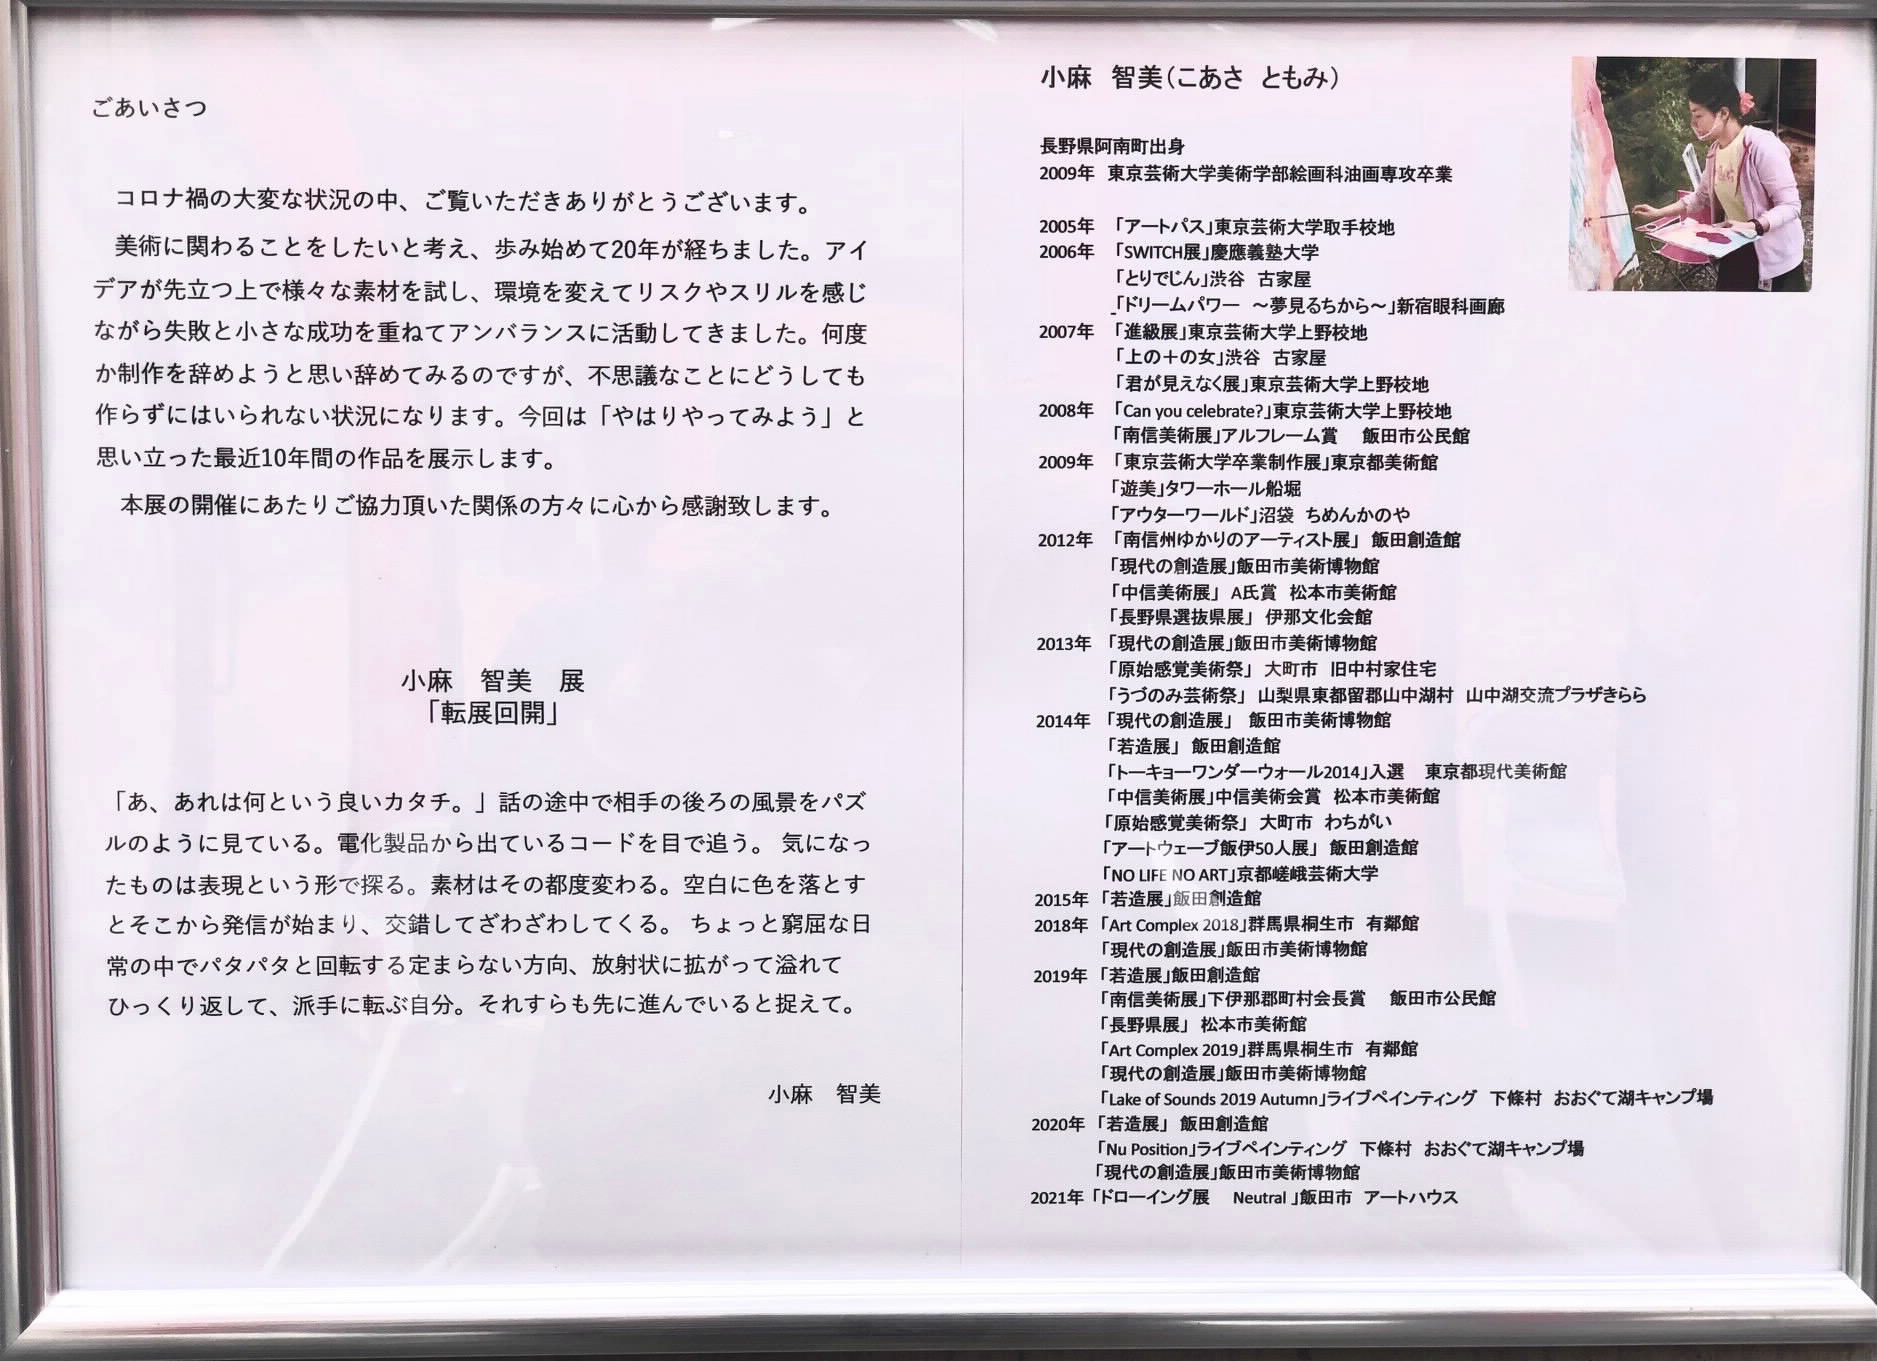 ごあいさつ
コロナ禍の大変な状況の中、ご覧いただきありがとうございます。
美術に関わることをしたいと考え、歩み始めて20年が経ちました。アイ
デアが先立つ上で様々な素材を試し、環境を変えてリスクやスリルを感じ
ながら失敗と小さな成功を重ねてアンバランスに活動してきました。何度
か制作を辞めようと思い辞めてみるのですが、不思議なことにどうしても
作らずにはいられない状況になります。今回は「やはりやってみよう」と
思い立った最近10年間の作品を展示します。
本展の開催にあたりご協力頂いた関係の方々に心から感謝致します。
小麻　智美　展
「転展回開」
「あ、あれは何という良いカタチ。」話の途中で相手の後ろの風景をパズ
ルのように見ている。電化製品から出ているコードを目で追う。 気になっ
たものは表現という形で探る。素材はその都度変わる。空白に色を落とす
とそこから発信が始まり、交錯してざわざわしてくる。 ちょっと窮屈な日
常の中でパタパタと回転する定まらない方向、放射状に拡がって溢れて
ひっくり返して、派手に転ぶ自分。それすらも先に進んでいると捉えて。
小麻　智美
小麻　智美（こあさ　ともみ）
長野県阿南町出身
2009年　東京芸術大学美術学部絵画科油画専攻卒業
2005年　「アートパス」東京芸術大学取手校地
2006年　「SWITCH展」慶應義塾大学
「とりでじん」渋谷　古家屋
「ドリームパワー　～夢見るちから～」新宿眼科画廊
2007年　「進級展」東京芸術大学上野校地
「上の＋の女」渋谷　古家屋
「君が見えなく展」東京芸術大学上野校地
2008年　「Can you celebrate?」東京芸術大学上野校地
「南信美術展」アルフレーム賞　飯田市公民館
2009年　「東京芸術大学卒業制作展」東京都美術館
「遊美」タワーホール船堀
「アウターワールド」沼袋　ちめんかのや
2012年　「南信州ゆかりのアーティスト展」　飯田創造館
「現代の創造展」飯田市美術博物館
「中信美術展」　A氏賞　松本市美術館
「長野県選抜県展」　伊那文化会館
2013年　「現代の創造展」飯田市美術博物館
「原始感覚美術祭」　大町市　旧中村家住宅
「うづのみ芸術祭」　山梨県東都留郡山中湖村　山中湖交流プラザきらら
2014年　「現代の創造展」　飯田市美術博物館
「若造展」　飯田創造館
「トーキョーワンダーウォール2014」入選　東京都現代美術館
「中信美術展」中信美術会賞　松本市美術館
「原始感覚美術祭」　大町市　わちがい
「アートウェーブ飯伊50人展」　飯田創造館
「NO LIFE NO ART」京都嵯峨芸術大学
2015年　「若造展」飯田創造館
2018年　「Art Complex 2018」群馬県桐生市　有鄰館
「現代の創造展」飯田市美術博物館
2019年　「若造展」飯田創造館
「南信美術展」下伊那郡町村会長賞　飯田市公民館
「長野県展」　松本市美術館
「Art Complex 2019」群馬県桐生市　有鄰館
「現代の創造展」飯田市美術博物館
「Lake of Sounds 2019 Autumn」ライブペインティング　下條村　おおぐて湖キャンプ場
2020年　「若造展」　飯田創造館
「Nu Position」ライブペインティング　下條村　おおぐて湖キャンプ場
「現代の創造展」飯田市美術博物館
2021年　「ドローイング展　Neutral 」飯田市　アートハウス